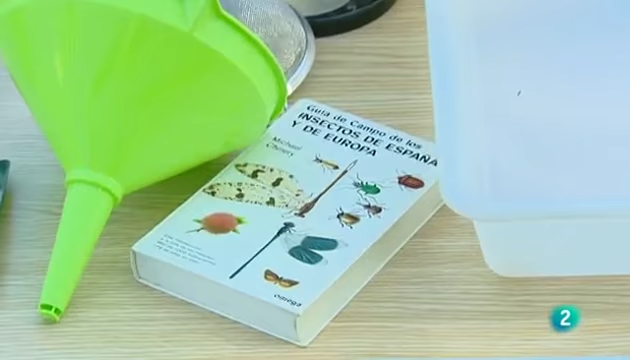 Guía de Campo de los
INSECTOS DE ESPAÑA
Y DE EUROPA
Michael
Chinery
omega
2